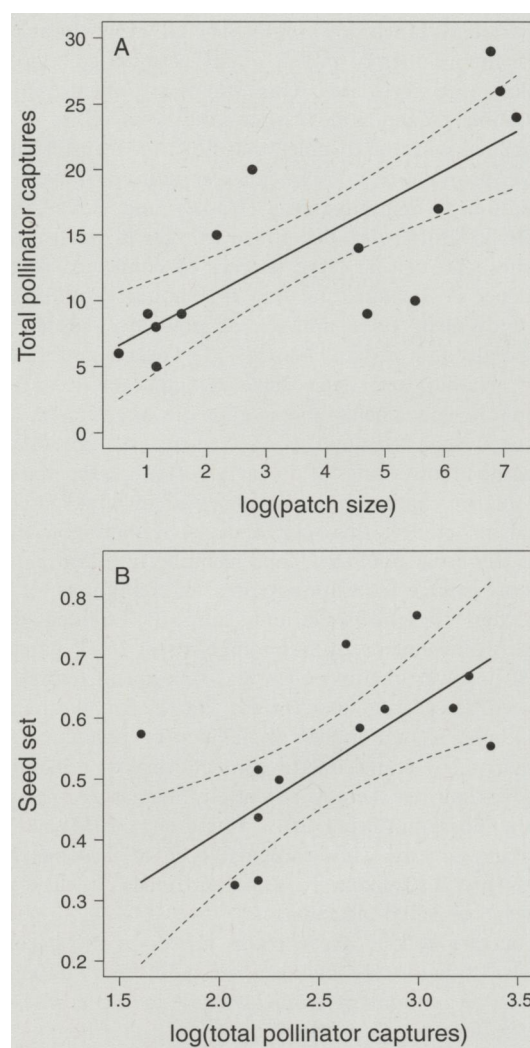 A
30
25
20
15
10
5
0
Total pollinator captures
1 2 3 4 5 6 7
log(patch size)
B
0.8
0.7
0.6
0.5
0.4
0.3
0.2
Seed set
1.5 2.0 2.5 3.0 3.5
log(total pollinator captures)